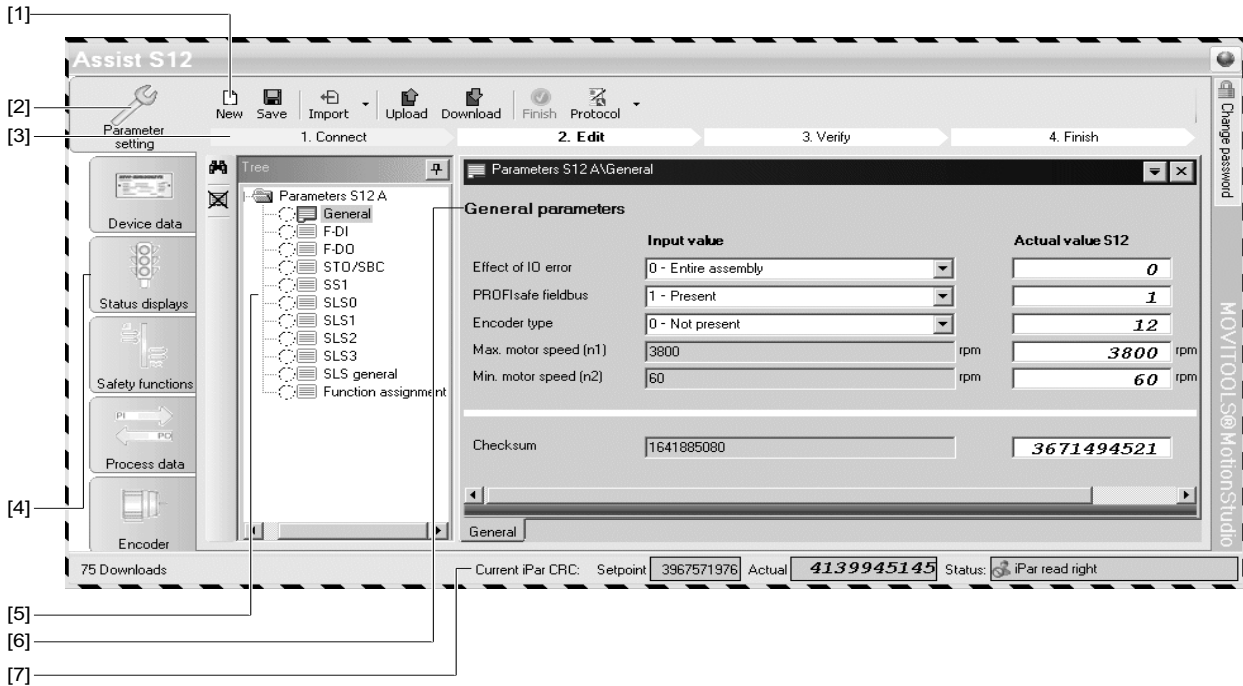 [1]
Assist S12
[2]
Parameter setting
New Save Import Upload Download Finish Protocol
Change password
[3]
1. Connect 2. Edit 3. Verify 4. Finish
Device data
[4]
Status displays
Safety functions
PI
PO
Process data
Encoder
Tree
Parameters S12 A
General
F-DI
F-DO
STO/SBC
SS1
SLS0
SLS1
SLS2
SLS3
SLS general
Function assignment
Parameters S12 A\General
General parameters
Input value Actual value S12
Effect of IO error 0 - Entire assembly 0
PROFIsafe fieldbus 1 - Present 1
Encoder type 0 - Not present 12
Max. motor speed (n1) 3800 rpm 3800 rpm
Min. motor speed (n2) 60 rpm 60 rpm
Checksum 1641885080 3671494521
General
MOVITOOLS® MotionStudio
75 Downloads
Current iPar CRC: Setpoint 3967571976 Actual 4139945145 Status: iPar read right
[5]
[6]
[7]